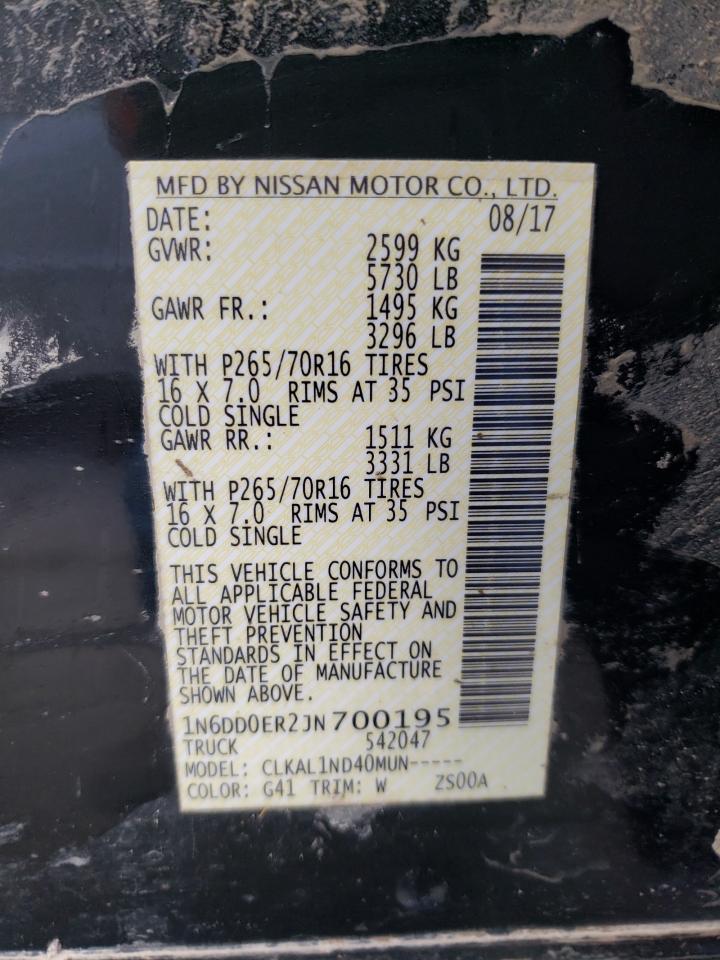 MFD BY NISSAN MOTOR CO., LTD.
DATE: 08/17
GVWR: 2599 KG
5730 LB
GAWR FR.: 1495 KG
3296 LB
WITH P265/70R16 TIRES
16 X 7.0 RIMS AT 35 PSI
COLD SINGLE
GAWR RR.: 1511 KG
3331 LB
WITH P265/70R16 TIRES
16 X 7.0 RIMS AT 35 PSI
COLD SINGLE
THIS VEHICLE CONFORMS TO
ALL APPLICABLE FEDERAL
MOTOR VEHICLE SAFETY AND
THEFT PREVENTION
STANDARDS IN EFFECT ON
THE DATE OF MANUFACTURE
SHOWN ABOVE.
1N6DD0ER2JN700195
TRUCK 542047
MODEL: CLKAL1ND40MUN-----
COLOR: G41 TRIM: W ZS00A